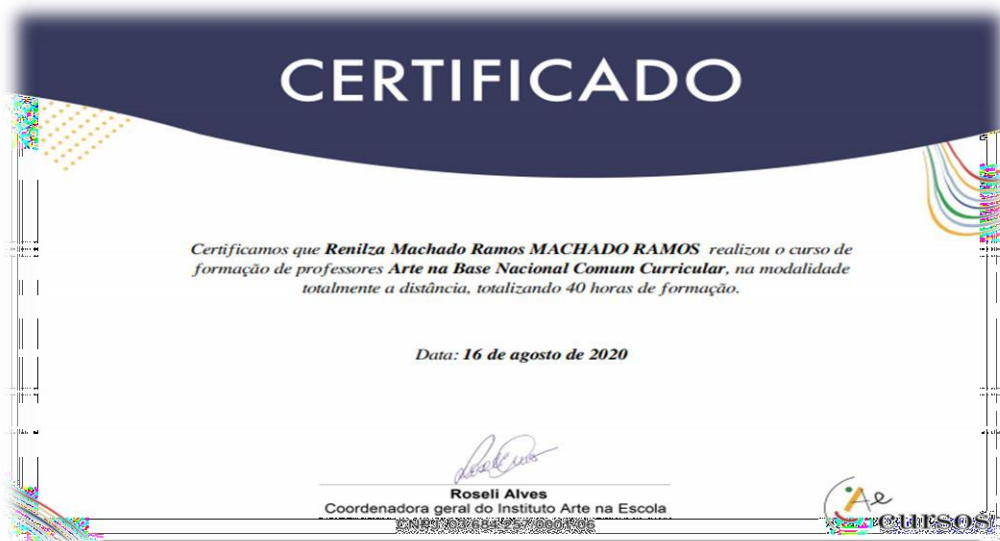 CERTIFICADO
Certificamos que Renilza Machado Ramos MACHADO RAMOS realizou o curso de
formação de professores Arte na Base Nacional Comum Curricular, na modalidade
totalmente a distância, totalizando 40 horas de formação.
Data: 16 de agosto de 2020
Roseli Alves
Coordenadora geral do Instituto Arte na Escola
Ae
CURSOS